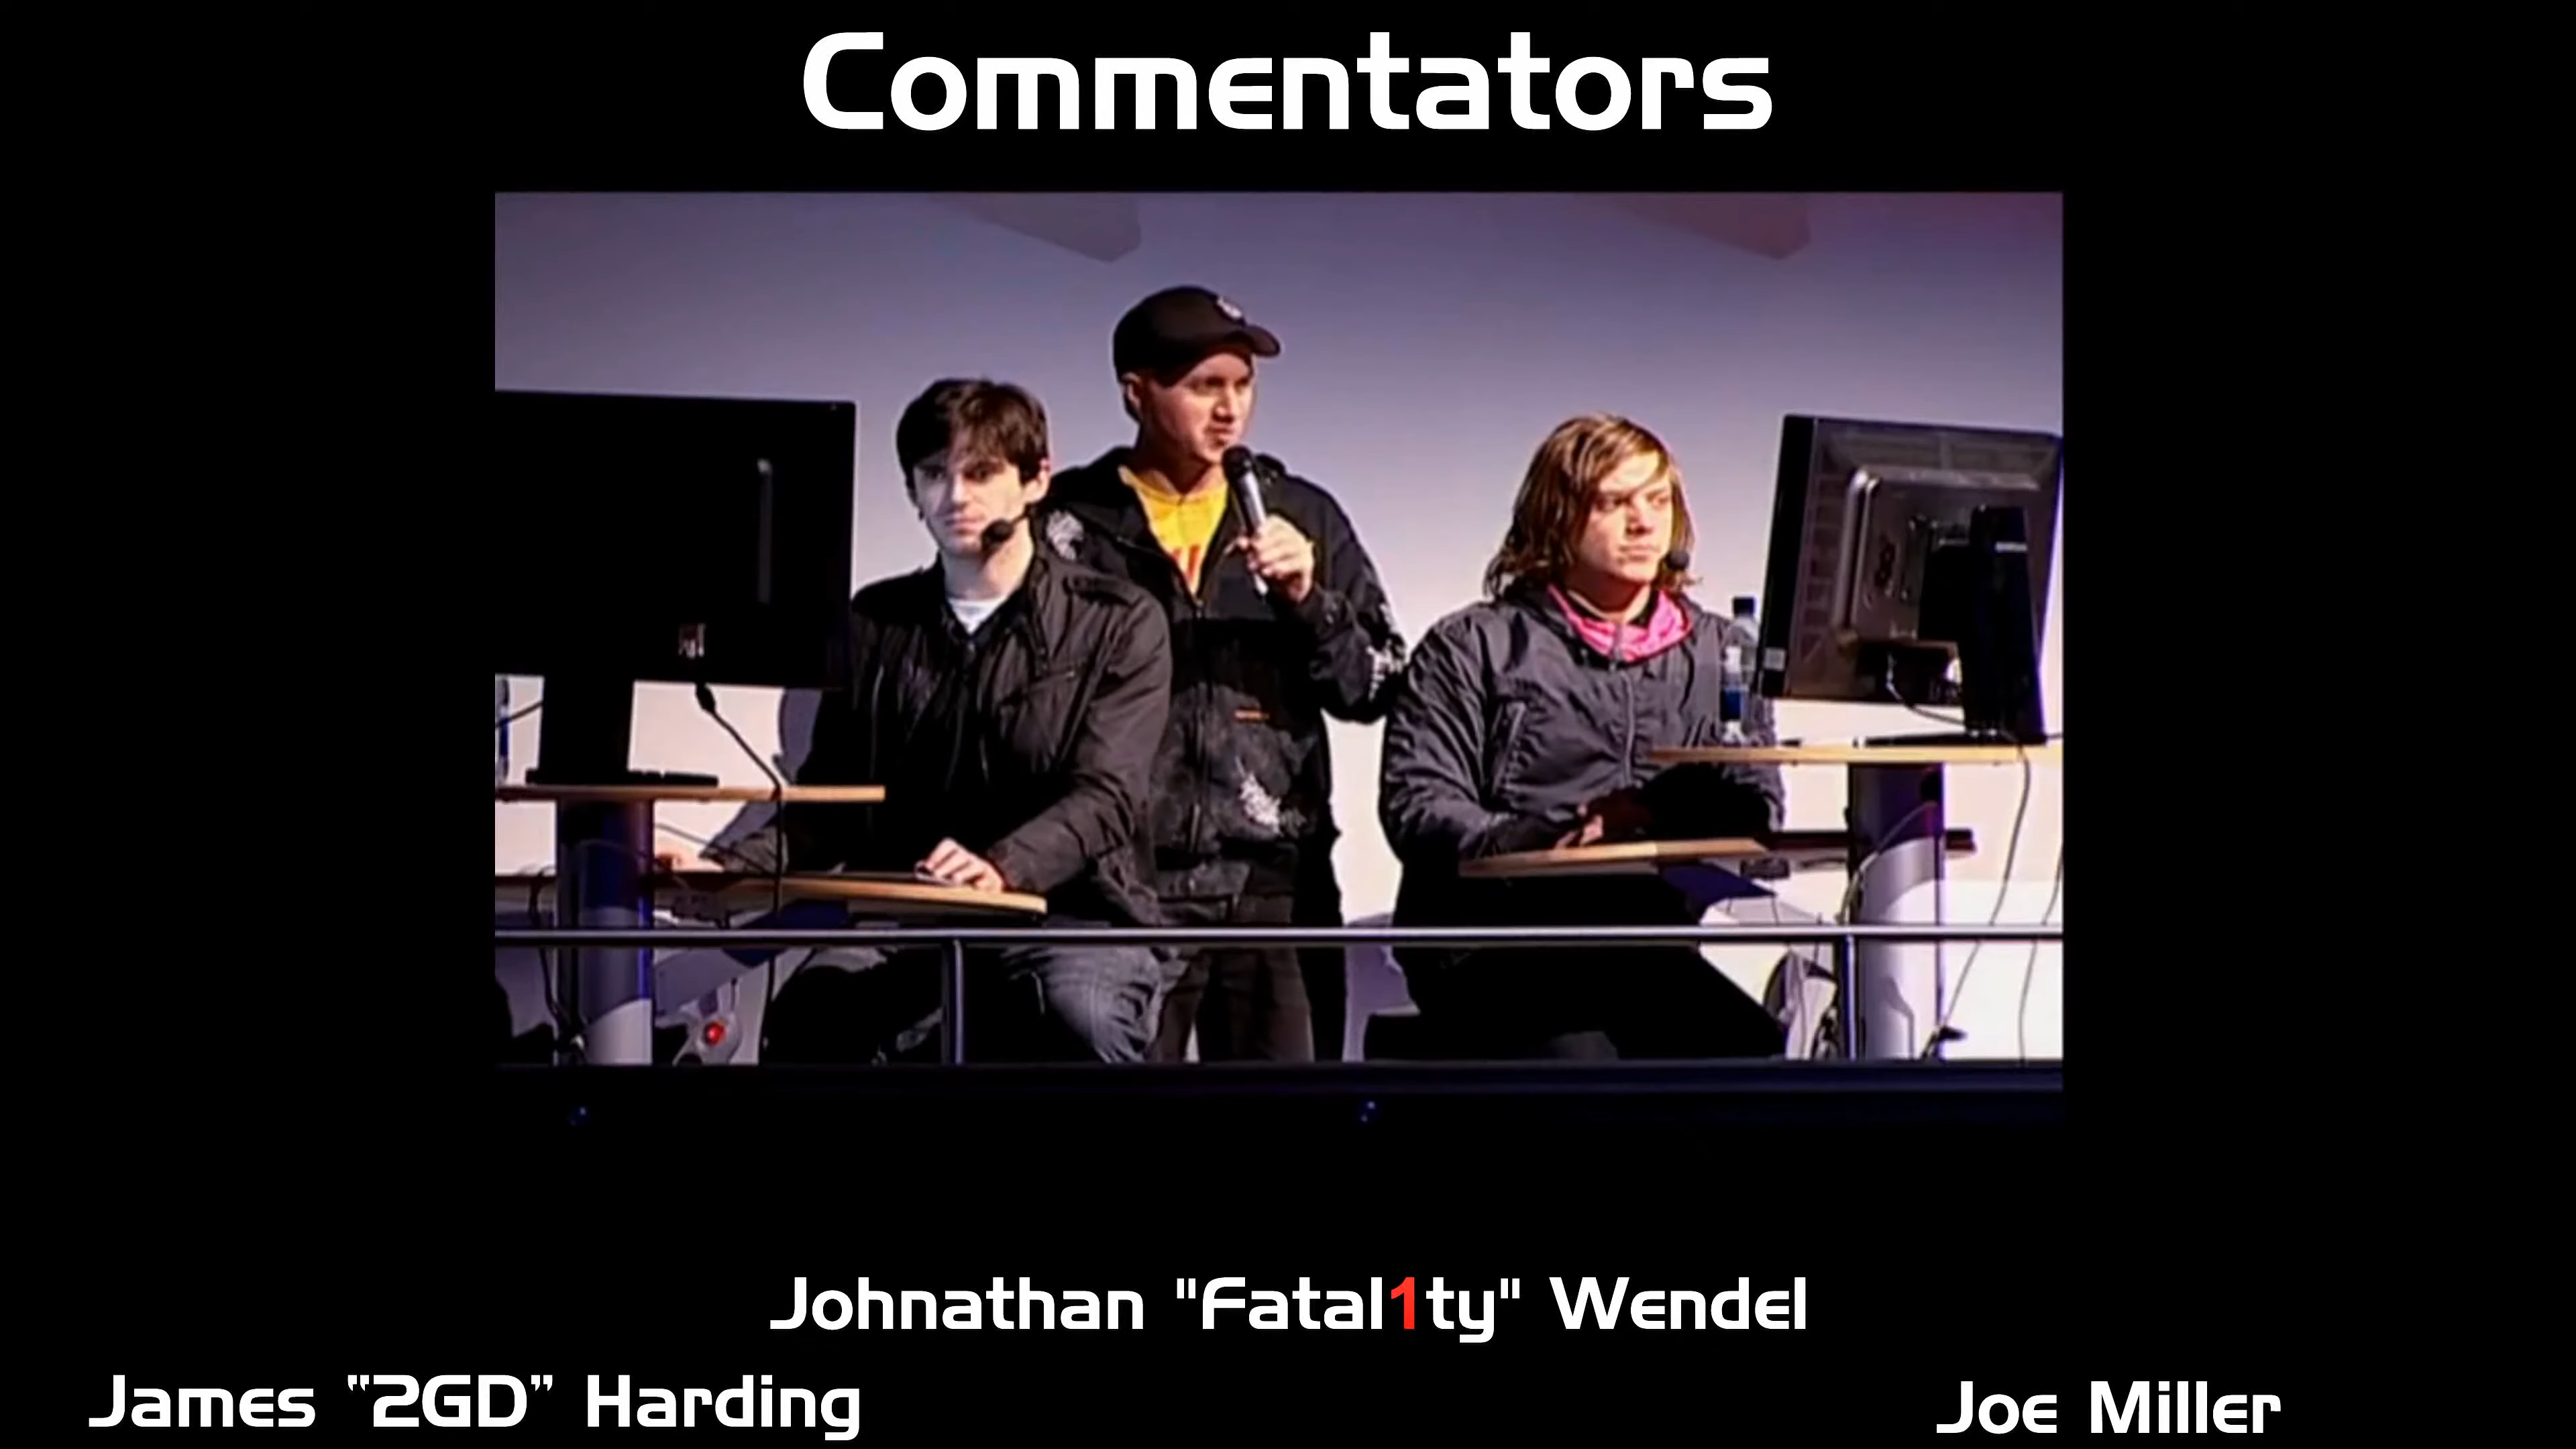 Commentators
Johnathan "Fatal1ty" Wendel
James “2GD” Harding
Joe Miller